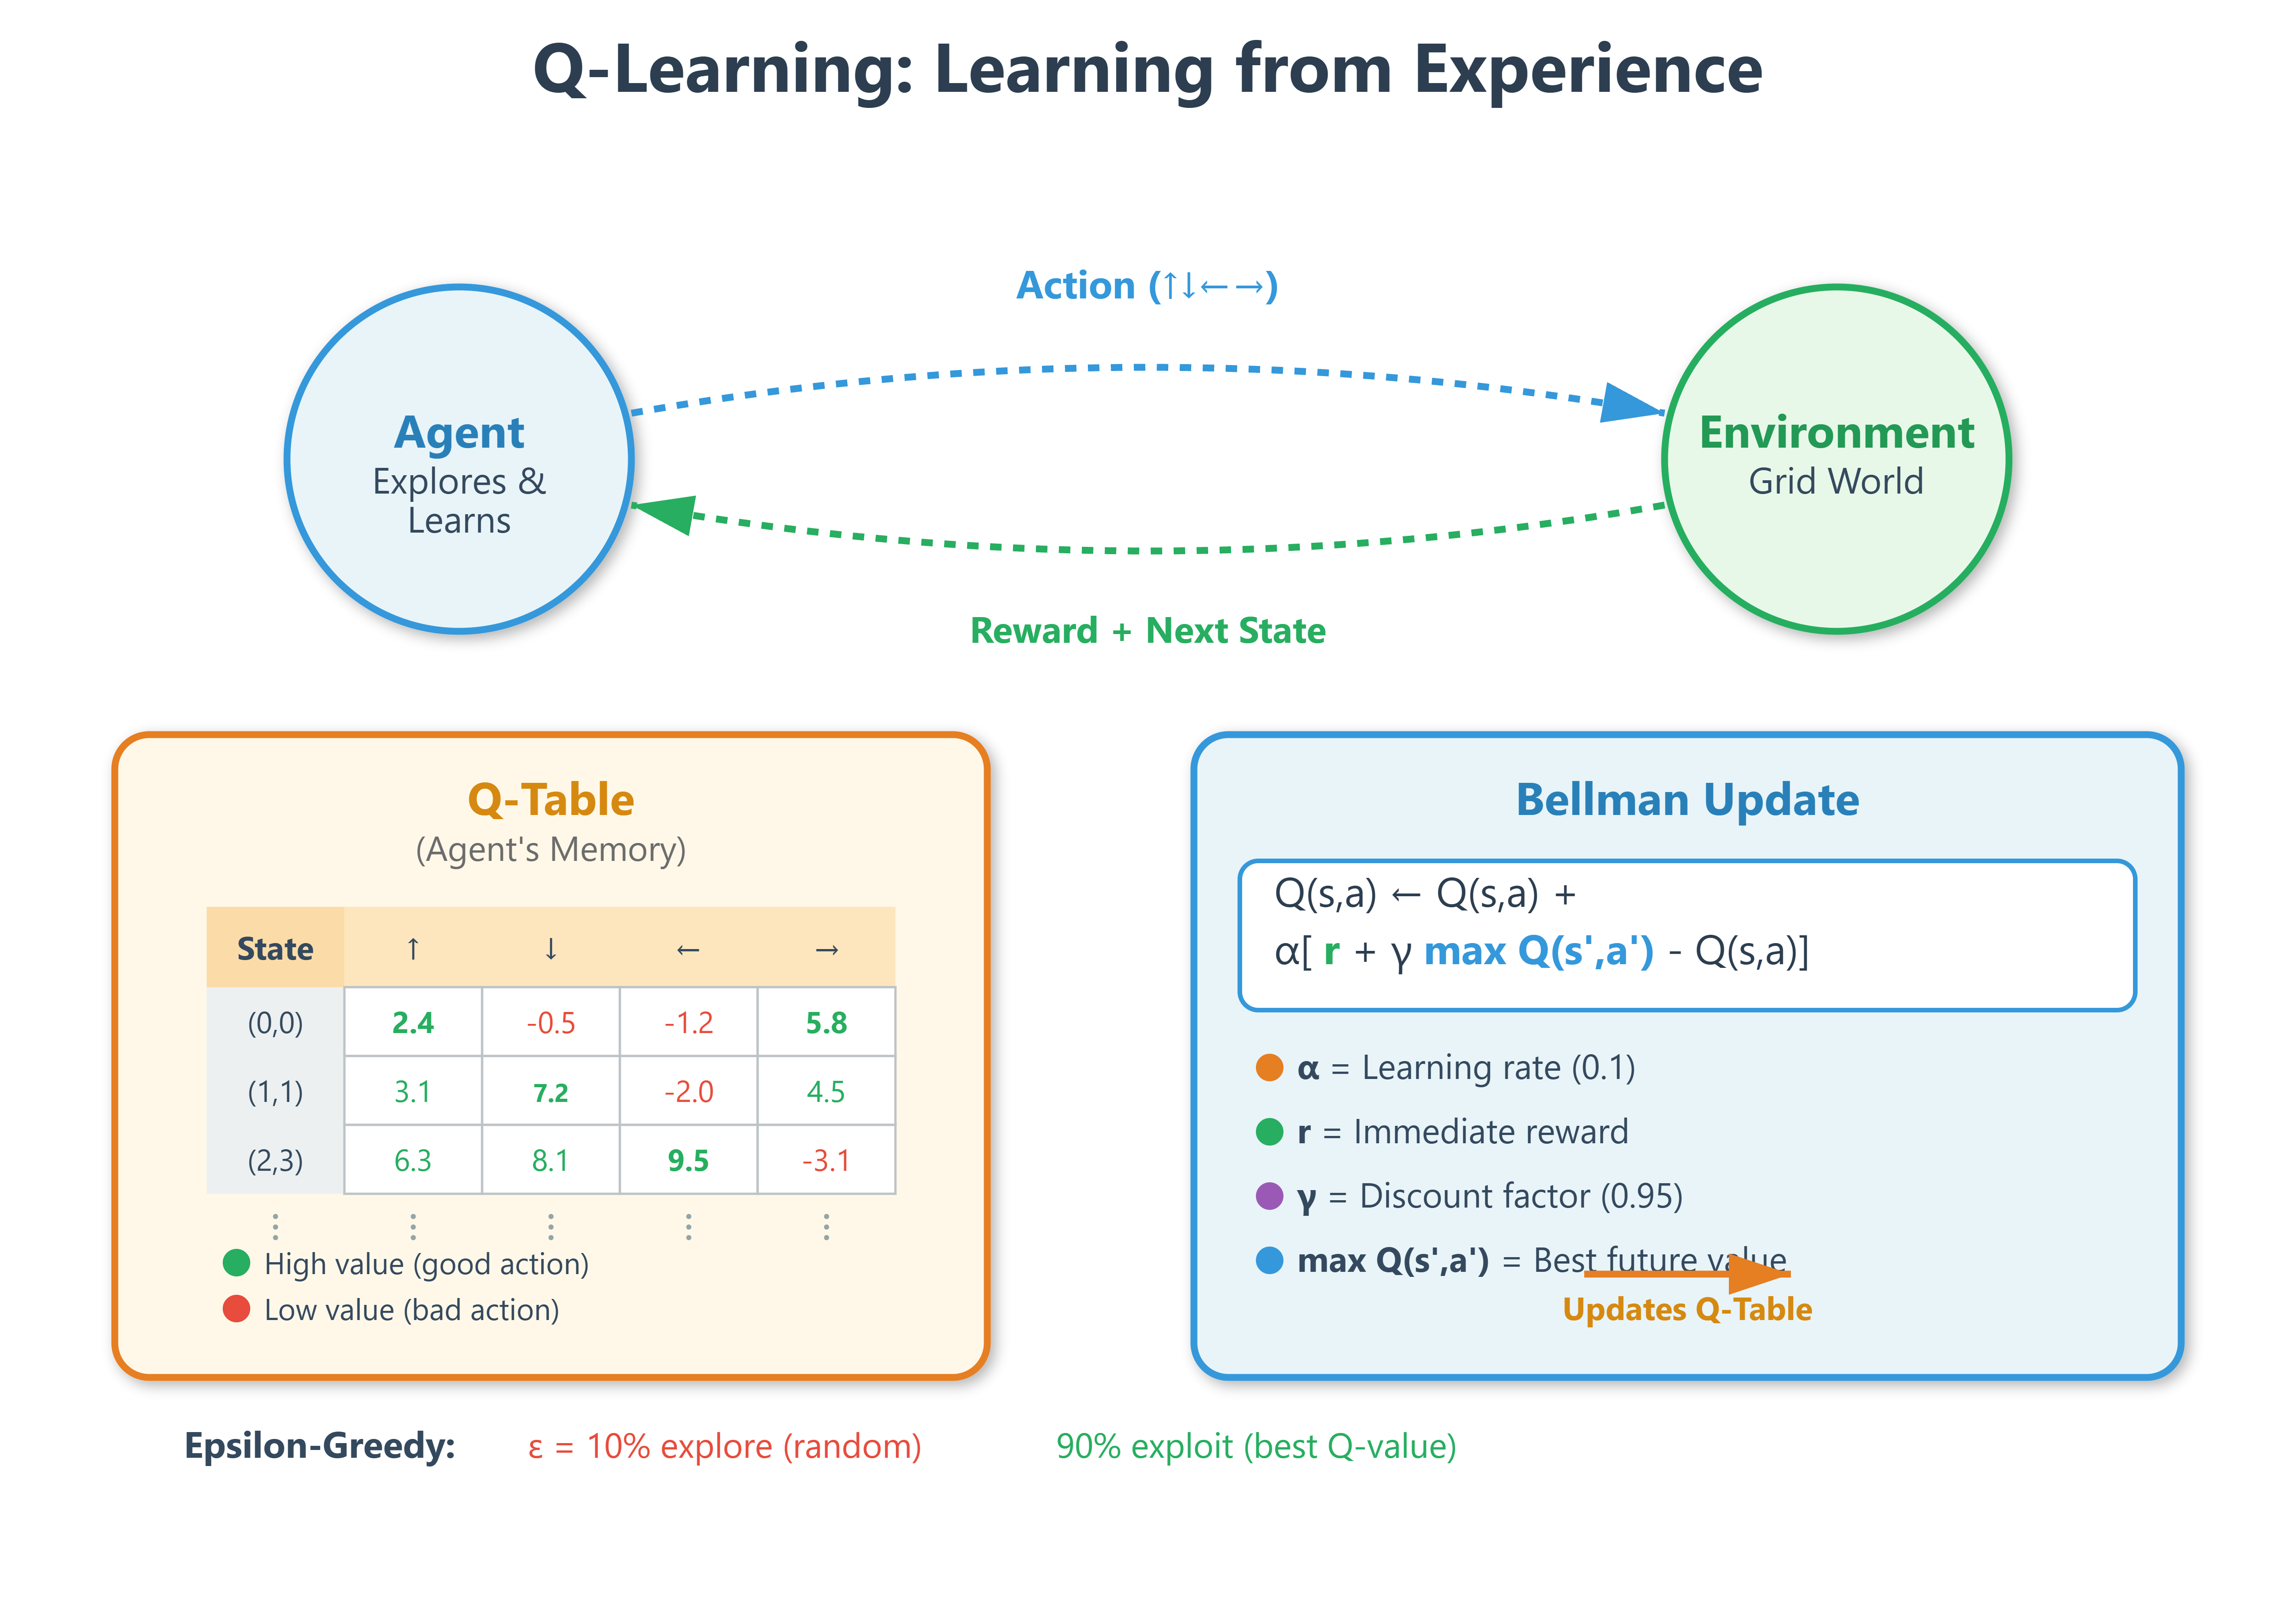 Q-Learning: Learning from Experience
Action (↑↓←→)
Agent
Explores &
Learns
Environment
Grid World
Reward + Next State
Q-Table
(Agent's Memory)
State ↑ ↓ ← →
(0,0) 2.4 -0.5 -1.2 5.8
(1,1) 3.1 7.2 -2.0 4.5
(2,3) 6.3 8.1 9.5 -3.1
⋮ ⋮ ⋮ ⋮ ⋮
High value (good action)
Low value (bad action)
Bellman Update
Q(s,a) ← Q(s,a) +
α[ r + γ max Q(s',a') - Q(s,a)]
α = Learning rate (0.1)
r = Immediate reward
γ = Discount factor (0.95)
max Q(s',a') = Best future value
Updates Q-Table
Epsilon-Greedy: ε = 10% explore (random) 90% exploit (best Q-value)